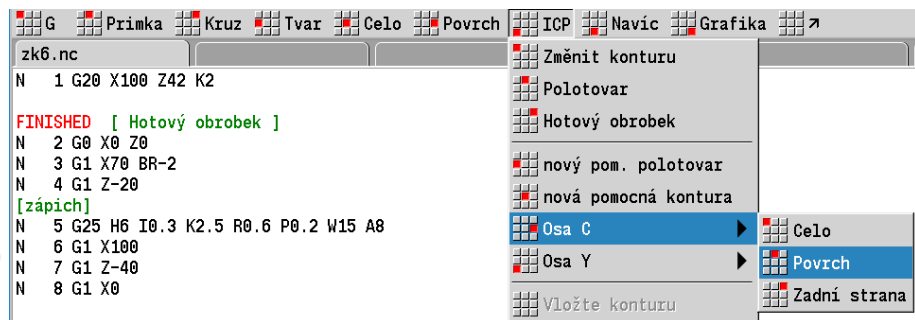 G Primka Kruz Tvar Celo Povrch ICP Navíc Grafika
zk6.nc
N 1 G20 X100 Z42 K2
FINISHED [ Hotový obrobek ]
N 2 G0 X0 Z0
N 3 G1 X70 BR-2
N 4 G1 Z-20
[zápich]
N 5 G25 H6 I0.3 K2.5 R0.6 P0.2 W15 A8
N 6 G1 X100
N 7 G1 Z-40
N 8 G1 X0
Změnit konturu
Polotovar
Hotový obrobek
nový pom. polotovar
nová pomocná kontura
Osa C
Osa Y
Vložte konturu
Celo
Povrch
Zadní strana